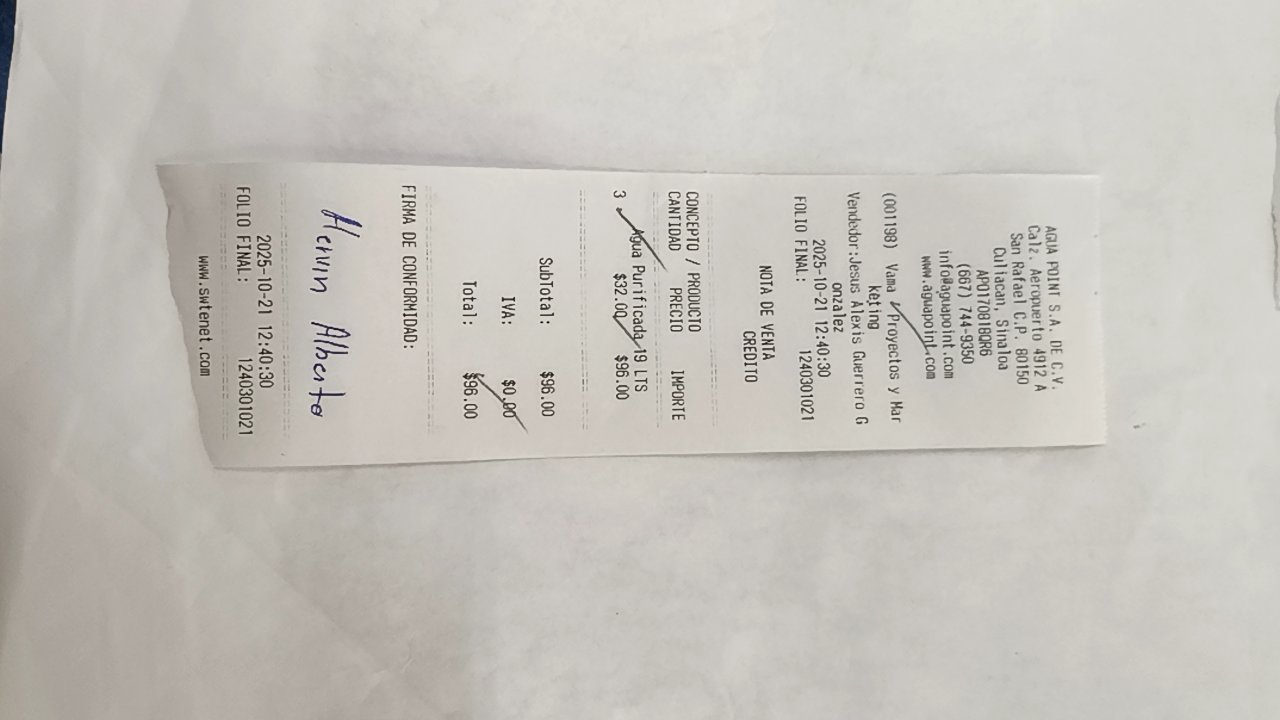 AGUA POINT S.A. DE C.V.
Calz. Aeropuerto 4912 A
San Rafael C.P. 80150
Culiacan, Sinaloa
APO170818QR6
(667) 744-9350
info@aguapoint.com
www.aguapoint.com
(001198) Vama Proyectos y Mar
keting
Vendedor:Jesus Alexis Guerrero G
onzalez
2025-10-21 12:40:30
FOLIO FINAL: 1240301021
NOTA DE VENTA
CREDITO
CONCEPTO / PRODUCTO
CANTIDAD PRECIO IMPORTE
Agua Purificada 19 LTS
3 $32.00 $96.00
SubTotal: $96.00
IVA: $0.00
Total: $96.00
FIRMA DE CONFORMIDAD:
Alberto
2025-10-21 12:40:30
FOLIO FINAL: 1240301021
www.swtenet.com